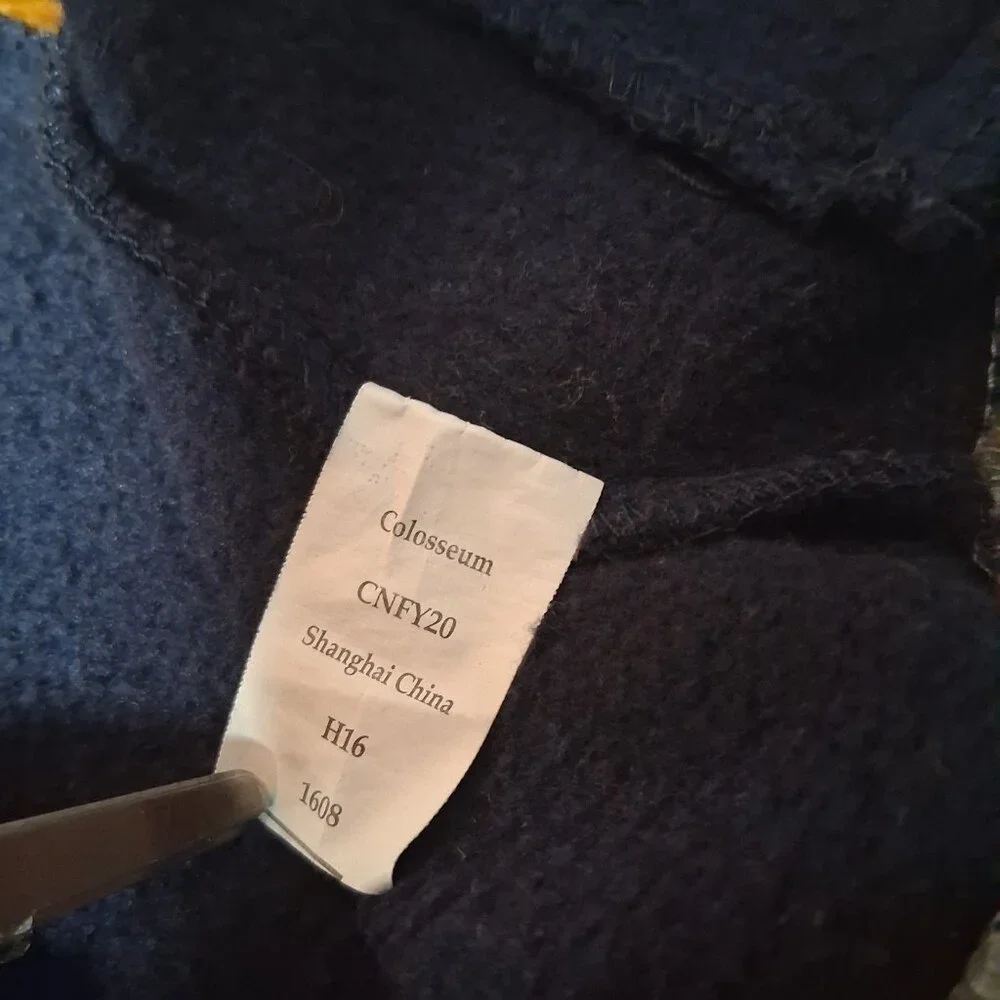 Colosseum
CNFY20
Shanghai China
H16
1608